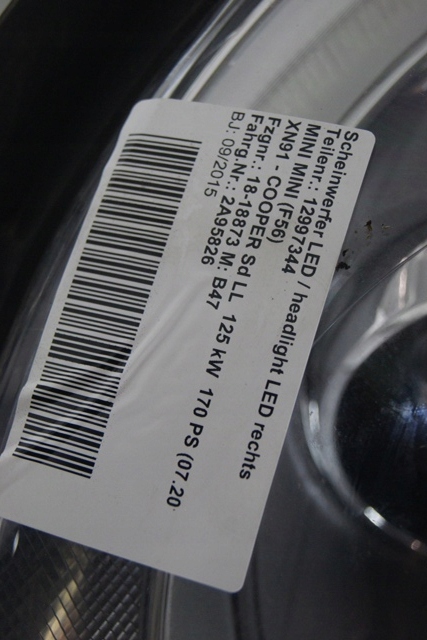 Scheinwerfer LED / headlight LED rechts
Teilenr.: 12997344
MINI MINI (F56)
XN91 - COOPER Sd LL 125 kW 170 PS (07.20
Fzgnr.: 18-18873 M: B47
Fahrg.Nr.: 2A95826
BJ: 09/2015